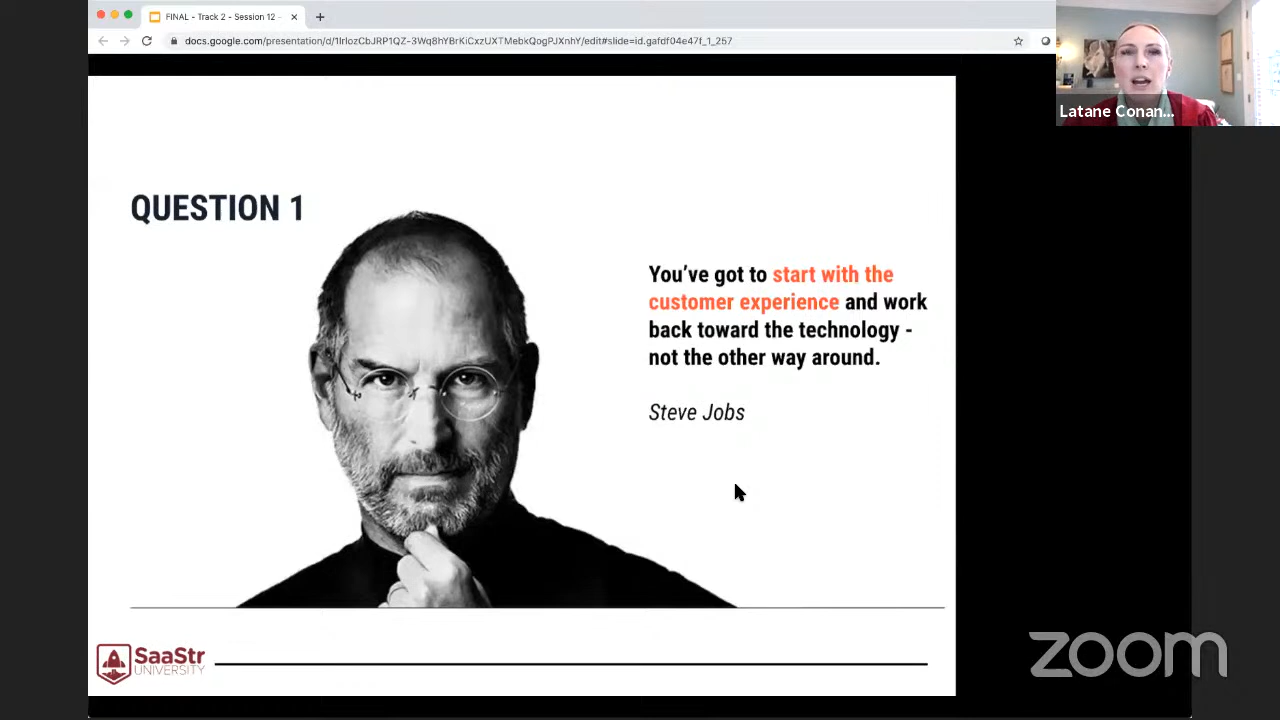 FINAL - Track 2 - Session 12 -
docs.google.com/presentation/d/1IrlozCbJRP1QZ-3Wq8hYBrKiCxzUXTMebkQogPJXnhY/edit#slide=id.gafdf04e47f_1_257
Latane Conan...
QUESTION 1
You've got to start with the
customer experience and work
back toward the technology -
not the other way around.
Steve Jobs
SaaStr
UNIVERSITY
zoom